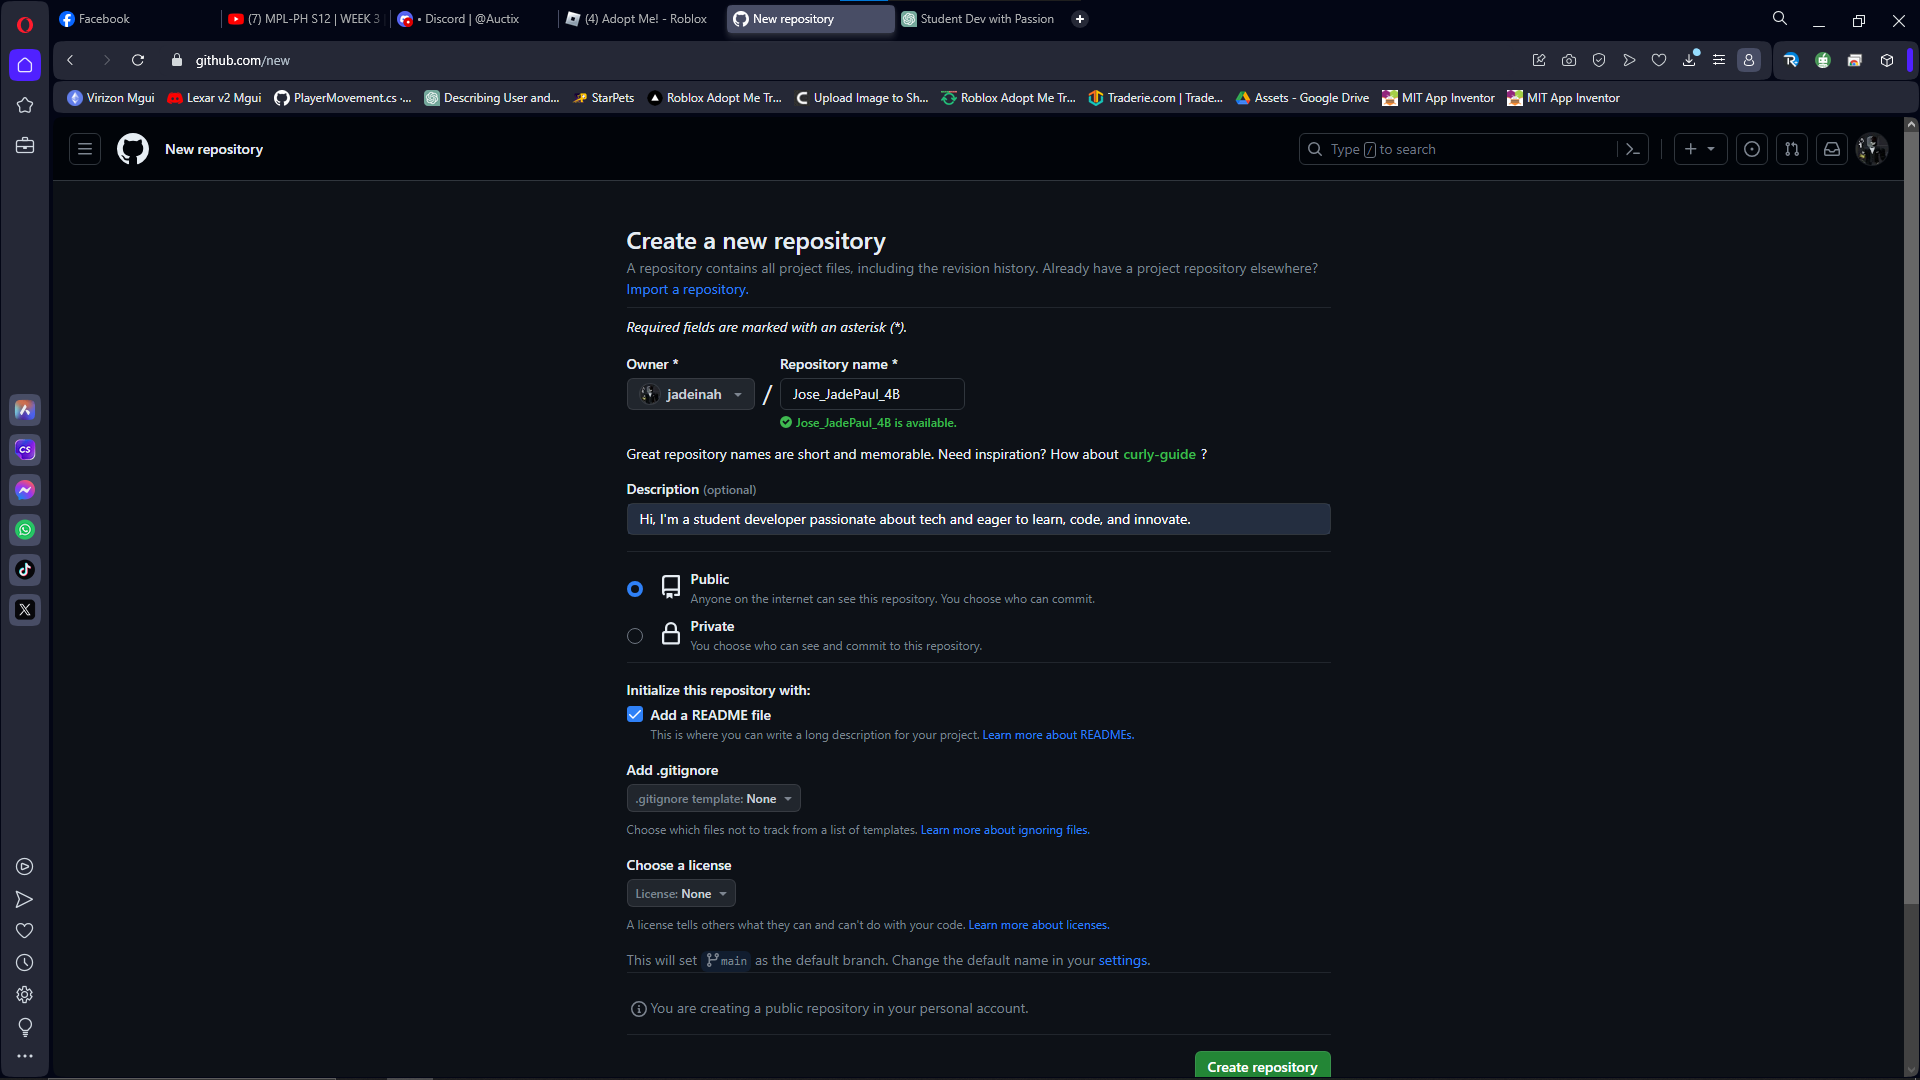 Facebook
(7) MPL-PH S12 | WEEK 3
• Discord | @Auctix
(4) Adopt Me! - Roblox
New repository
Student Dev with Passion
github.com/new
Virizon Mgui
Lexar v2 Mgui
PlayerMovement.cs ·...
Describing User and...
StarPets
Roblox Adopt Me Tr...
Upload Image to Sh...
Roblox Adopt Me Tr...
Traderie.com | Trade...
Assets - Google Drive
MIT App Inventor
MIT App Inventor
New repository
Type / to search
Create a new repository
A repository contains all project files, including the revision history. Already have a project repository elsewhere?
Import a repository.
Required fields are marked with an asterisk (*).
Owner *
Repository name *
jadeinah
/
Jose_JadePaul_4B
Jose_JadePaul_4B is available.
Great repository names are short and memorable. Need inspiration? How about curly-guide ?
Description (optional)
Hi, I'm a student developer passionate about tech and eager to learn, code, and innovate.
Public
Anyone on the internet can see this repository. You choose who can commit.
Private
You choose who can see and commit to this repository.
Initialize this repository with:
Add a README file
This is where you can write a long description for your project. Learn more about READMEs.
Add .gitignore
.gitignore template: None
Choose which files not to track from a list of templates. Learn more about ignoring files.
Choose a license
License: None
A license tells others what they can and can't do with your code. Learn more about licenses.
This will set main as the default branch. Change the default name in your settings.
You are creating a public repository in your personal account.
Create repository
CS